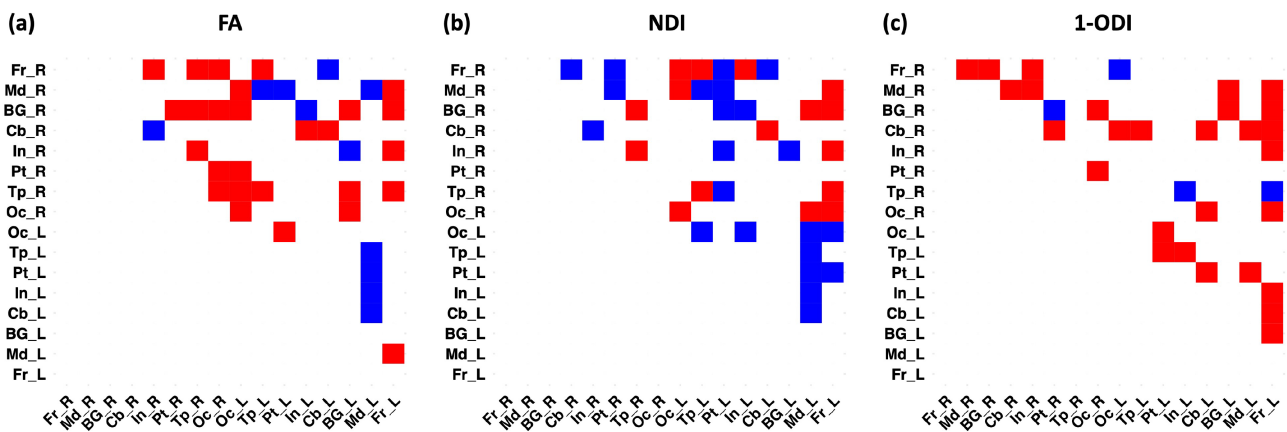 (a) FA
(b) NDI
(c) 1-ODI
Fr_R
Md_R
BG_R
Cb_R
In_R
Pt_R
Tp_R
Oc_R
Oc_L
Tp_L
Pt_L
In_L
Cb_L
BG_L
Md_L
Fr_L
Fr_R Md_R BG_R Cb_R In_R Pt_R Tp_R Oc_R Oc_L Tp_L Pt_L In_L Cb_L BG_L Md_L Fr_L
Fr_R
Md_R
BG_R
Cb_R
In_R
Pt_R
Tp_R
Oc_R
Oc_L
Tp_L
Pt_L
In_L
Cb_L
BG_L
Md_L
Fr_L
Fr_R Md_R BG_R Cb_R In_R Pt_R Tp_R Oc_R Oc_L Tp_L Pt_L In_L Cb_L BG_L Md_L Fr_L
Fr_R
Md_R
BG_R
Cb_R
In_R
Pt_R
Tp_R
Oc_R
Oc_L
Tp_L
Pt_L
In_L
Cb_L
BG_L
Md_L
Fr_L
Fr_R Md_R BG_R Cb_R In_R Pt_R Tp_R Oc_R Oc_L Tp_L Pt_L In_L Cb_L BG_L Md_L Fr_L